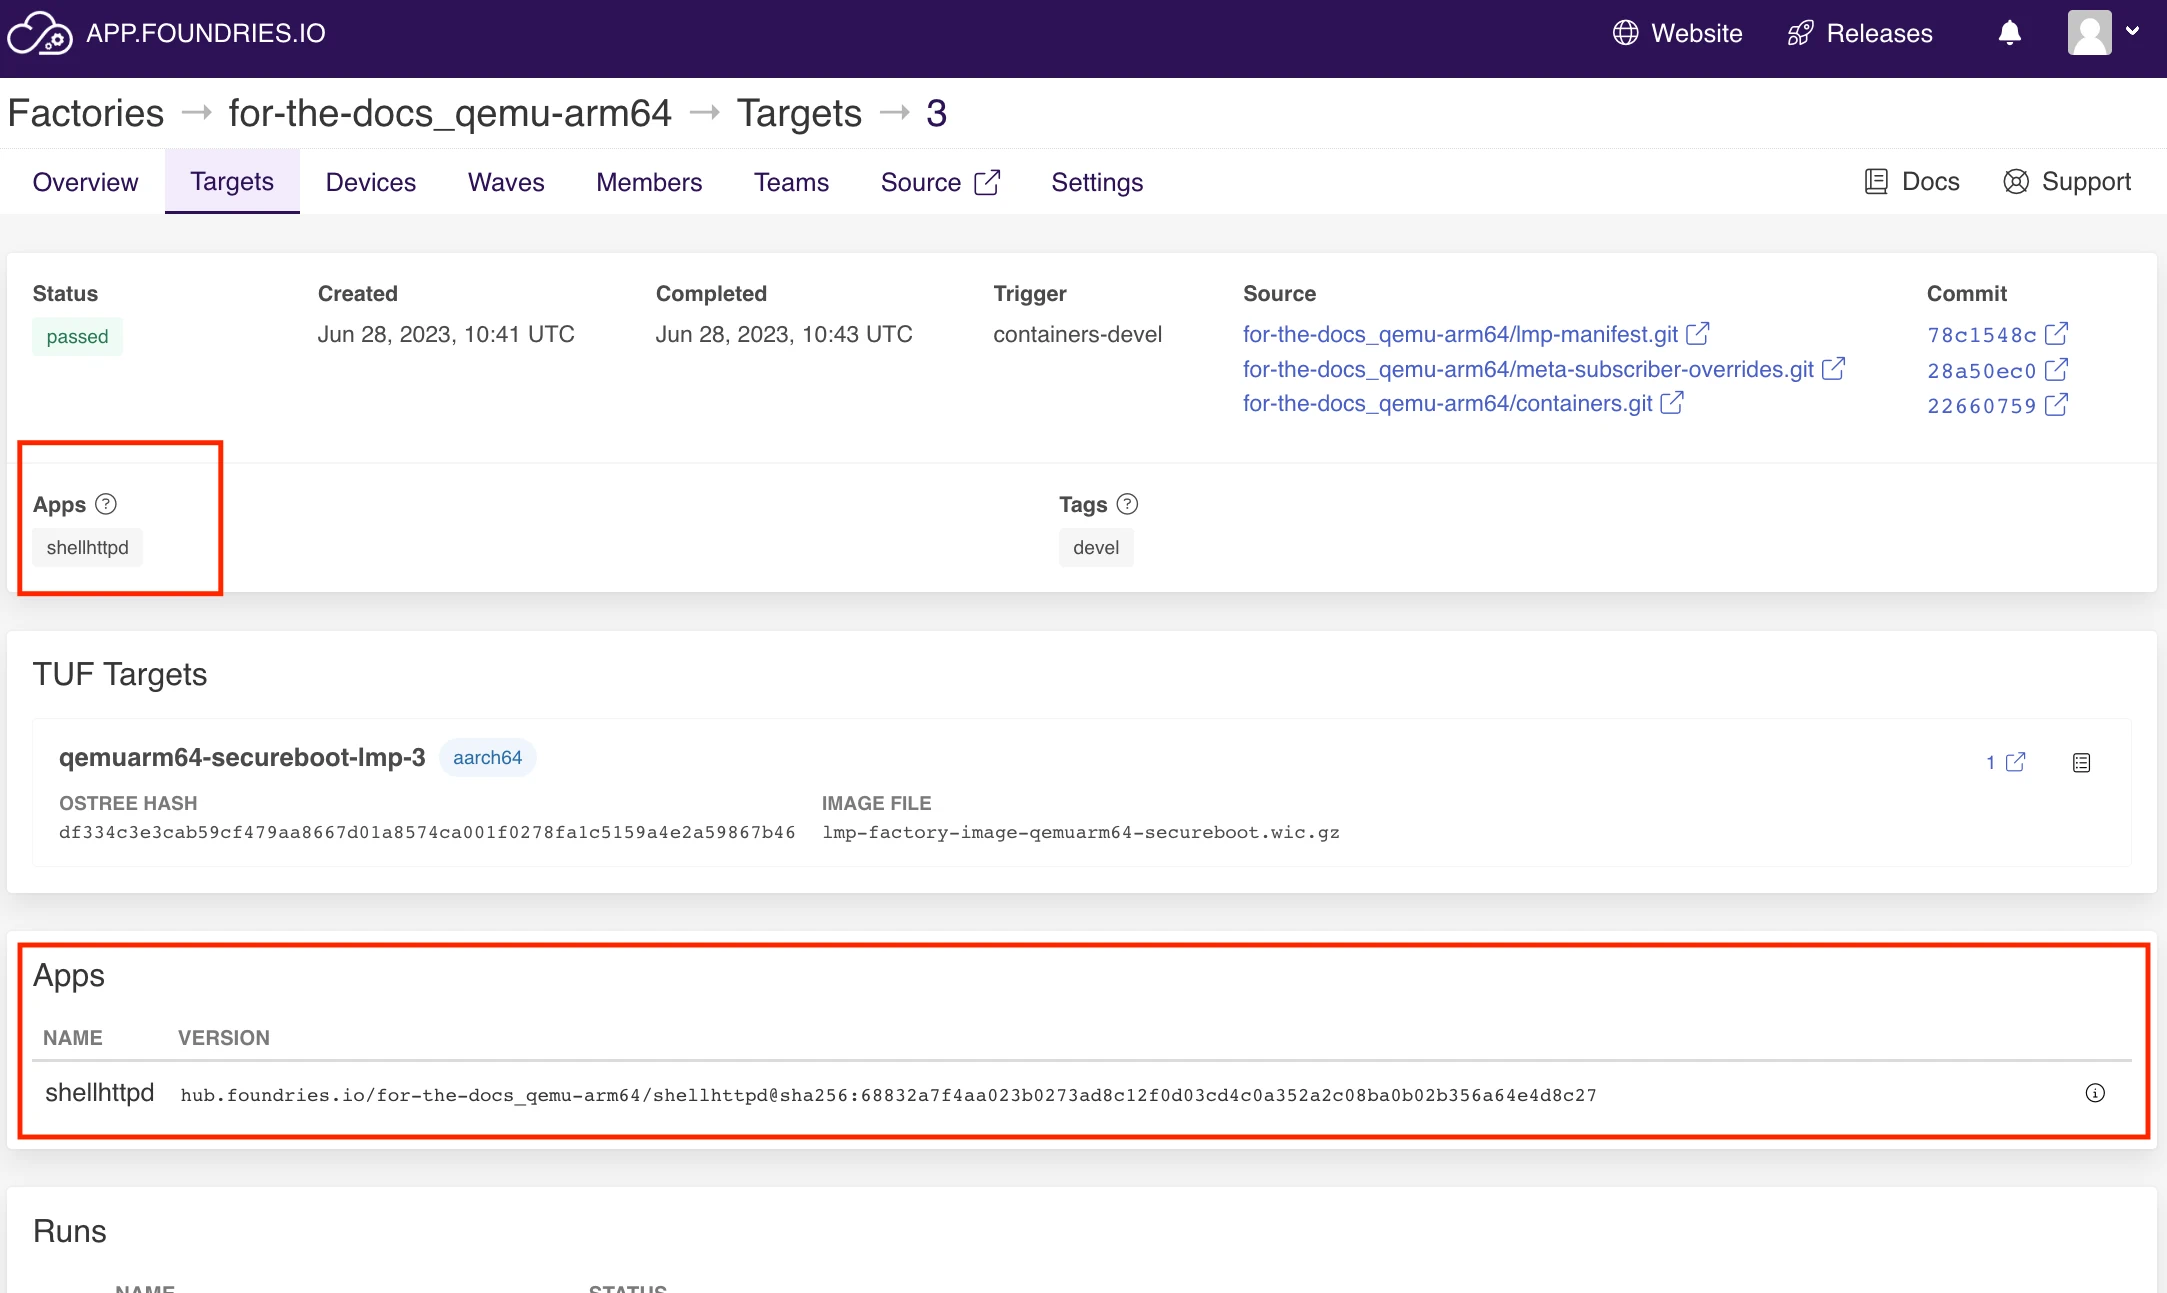 APP.FOUNDRIES.IO Website Releases
Factories → for-the-docs_qemu-arm64 → Targets → 3
Overview Targets Devices Waves Members Teams Source Settings Docs Support
Status Created Completed Trigger Source Commit
passed Jun 28, 2023, 10:41 UTC Jun 28, 2023, 10:43 UTC containers-devel for-the-docs_qemu-arm64/lmp-manifest.git 78c1548c
for-the-docs_qemu-arm64/meta-subscriber-overrides.git 28a50ec0
for-the-docs_qemu-arm64/containers.git 22660759
Apps ? Tags ?
shellhttpd devel
TUF Targets
qemuarm64-secureboot-lmp-3 aarch64 1
OSTREE HASH IMAGE FILE
df334c3e3cab59cf479aa8667d01a8574ca001f0278fa1c5159a4e2a59867b46 lmp-factory-image-qemuarm64-secureboot.wic.gz
Apps
NAME VERSION
shellhttpd hub.foundries.io/for-the-docs_qemu-arm64/shellhttpd@sha256:68832a7f4aa023b0273ad8c12f0d03cd4c0a352a2c08ba0b02b356a64e4d8c27
Runs
NAME STATUS